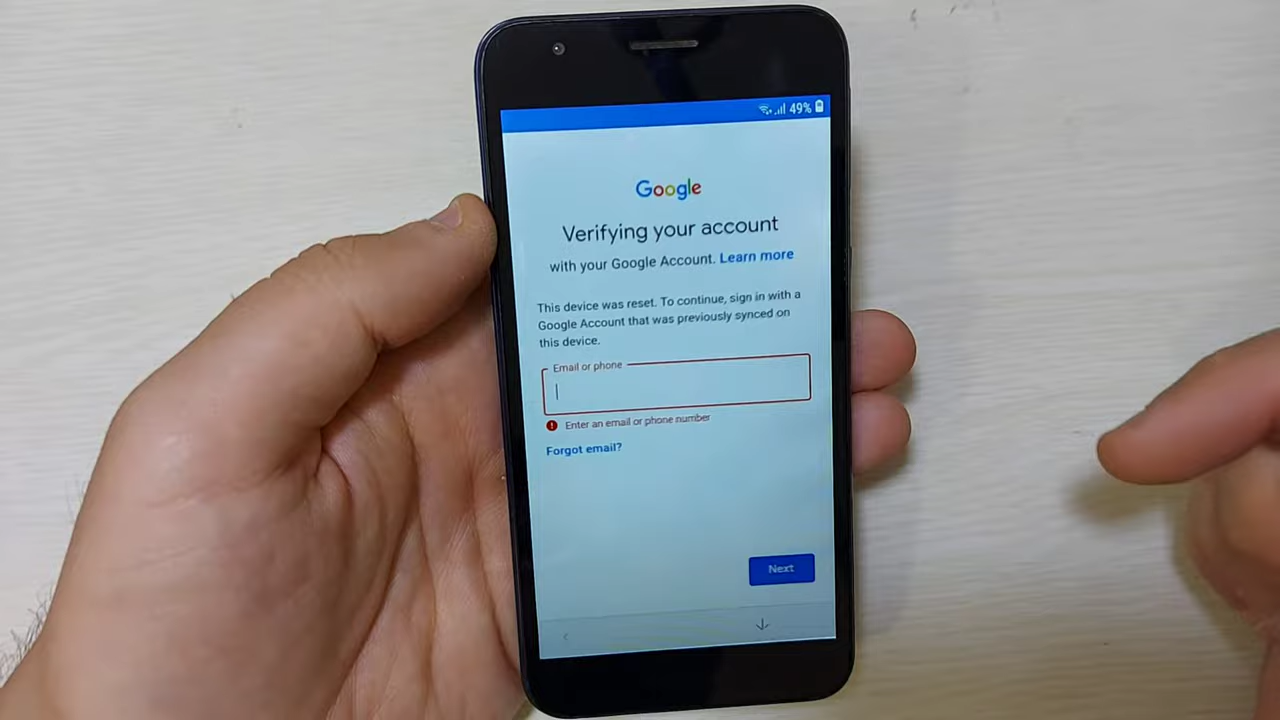 49%
Google
Verifying your account
with your Google Account. Learn more
This device was reset. To continue, sign in with a
Google Account that was previously synced on
this device.
Email or phone
Enter an email or phone number
Forgot email?
Next